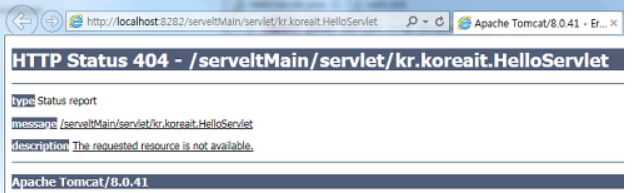 http://localhost:8282/serveltMain/servlet/kr.koreait.HelloServlet
Apache Tomcat/8.0.41 - Er...
HTTP Status 404 - /serveltMain/servlet/kr.koreait.HelloServlet
type Status report
message /serveltMain/servlet/kr.koreait.HelloServlet
description The requested resource is not available.
Apache Tomcat/8.0.41